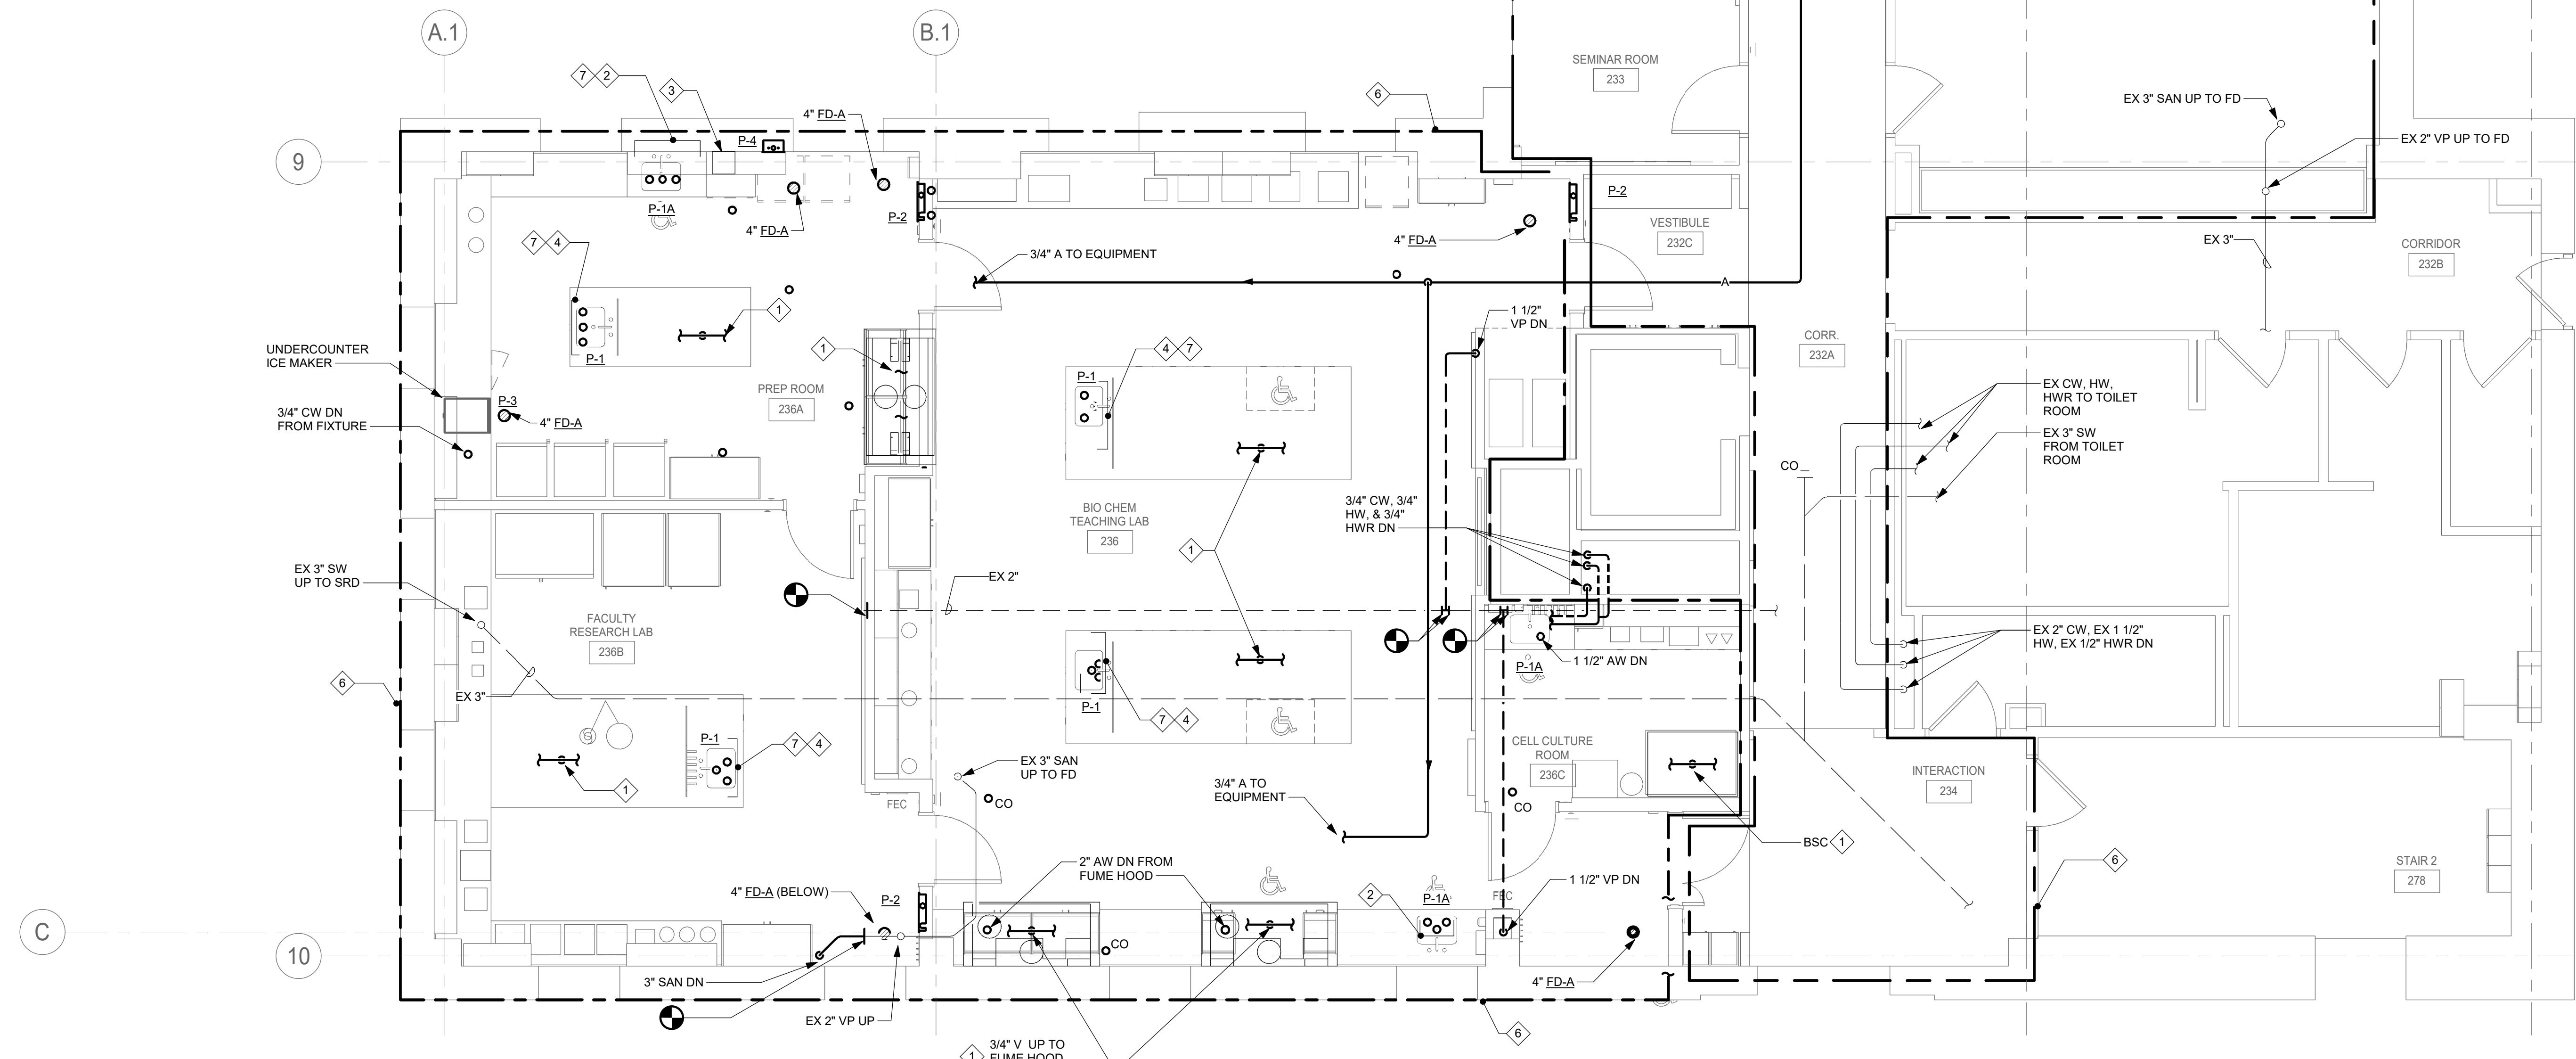 A.1
B.1
9
C
10
7
2
3
4" FD-A
P-4
P-1A
4" FD-A
P-2
6
SEMINAR ROOM
233
EX 3" SAN UP TO FD
EX 2" VP UP TO FD
P-2
4" FD-A
VESTIBULE
232C
EX 3"
CORRIDOR
232B
7
4
3/4" A TO EQUIPMENT
A
1
P-1
1 1/2"
VP DN
CORR.
232A
UNDERCOUNTER
ICE MAKER
1
4
7
P-1
PREP ROOM
236A
P-3
4" FD-A
3/4" CW DN
FROM FIXTURE
EX CW, HW,
HWR TO TOILET
ROOM
EX 3" SW
FROM TOILET
ROOM
CO
3/4" CW, 3/4"
HW, & 3/4"
HWR DN
BIO CHEM
TEACHING LAB
236
1
EX 3" SW
UP TO SRD
EX 2"
FACULTY
RESEARCH LAB
236B
EX 2" CW, EX 1 1/2"
HW, EX 1/2" HWR DN
1 1/2" AW DN
P-1A
6
EX 3"
P-1
7
4
P-1
7
4
CELL CULTURE
ROOM
236C
EX 3" SAN
UP TO FD
1
3/4" A TO
EQUIPMENT
INTERACTION
234
FEC
CO
CO
BSC
1
2" AW DN FROM
FUME HOOD
6
STAIR 2
278
4" FD-A (BELOW)
P-2
2
P-1A
FEC
1 1/2" VP DN
CO
3" SAN DN
4" FD-A
EX 2" VP UP
6
1
3/4" V UP TO
FUME HOOD